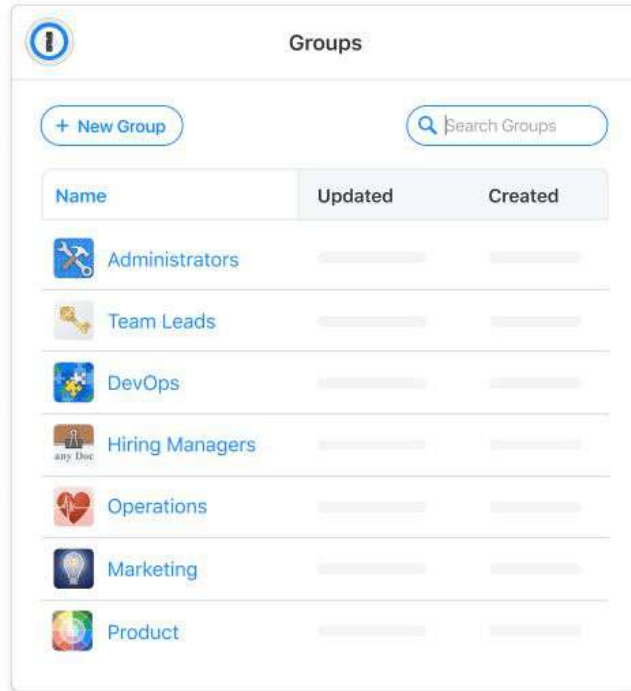 Groups
+ New Group
Search Groups
Name Updated Created
Administrators
Team Leads
DevOps
Hiring Managers
any Doc
Operations
Marketing
Product